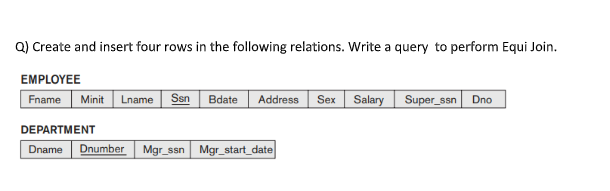 Q) Create and insert four rows in the following relations. Write a query to perform Equi Join.
EMPLOYEE
Fname Minit Lname Ssn Bdate Address Sex Salary Super_ssn Dno
DEPARTMENT
Dname Dnumber Mgr_ssn Mgr_start_date